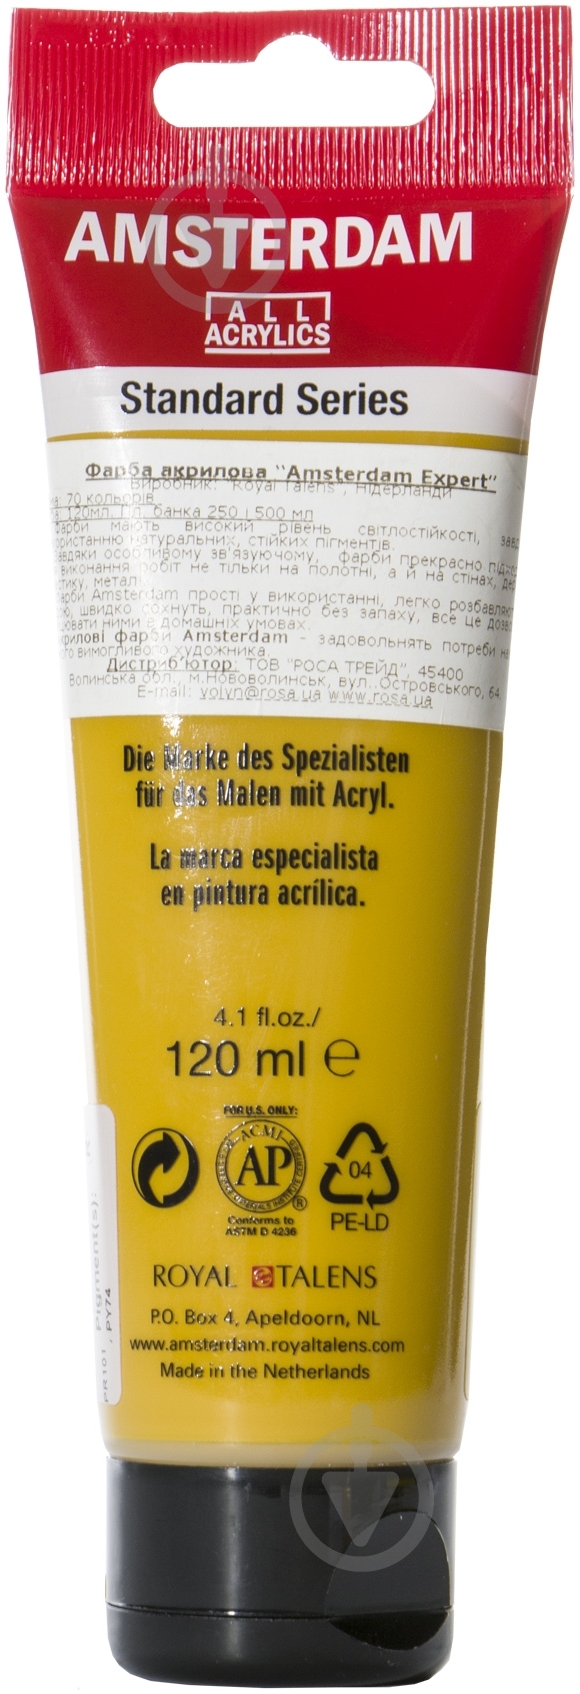 AMSTERDAM
ALL
ACRYLICS
Standard Series
Фарба акрилова "Amsterdam Expert"
Виробник: "Royal Talens", Нідерланди
70 кольорів
120мл. Пл. банка 250 і 500 мл
фарби мають високий рівень світлостійкості,
натуральних, стійких пігментів.
Завдяки особливому зв'язуючому, фарби прекрасно
виконання робіт не тільки на полотні, а й на стінах,
метал.
фарби Amsterdam прості у використанні, легко
швидко сохнуть, практично без запаху, все це
ними в домашніх умовах.
фарби Amsterdam - задовольнять потреби
вимогливого художника.
Дистриб'ютор: ТОВ "РОСА ТРЕЙД", 45400
Волинська обл., м.Нововолинськ, вул..Островського, 64,
E-mail: volyn@rosa.ua www.rosa.ua
Die Marke des Spezialisten
für das Malen mit Acryl.
La marca especialista
en pintura acrílica.
4.1 fl.oz./
120 ml e
FOR U.S. ONLY:
ACMI
AP
®
Conforms to
ASTM D 4236
04
PE-LD
ROYAL TALENS
P.O. Box 4, Apeldoorn, NL
www.amsterdam.royaltalens.com
Made in the Netherlands
Pigment(s):
PR101, PY74